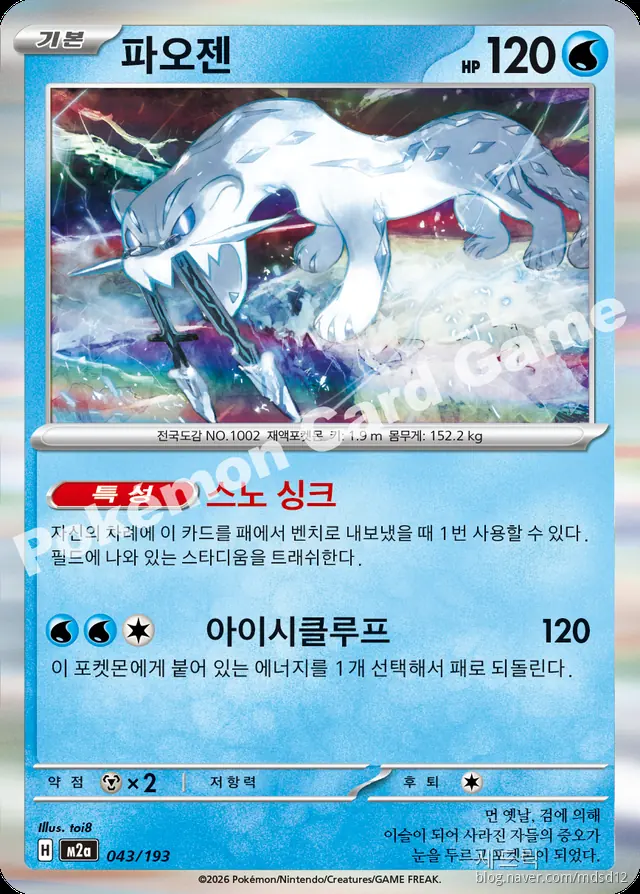 기본 파오젠 HP 120
전국도감 NO.1002 재액포켓몬 키: 1.9 m 몸무게: 152.2 kg
Pokémon Card Game
특성 스노 싱크
자신의 차례에 이 카드를 패에서 벤치로 내보냈을 때 1번 사용할 수 있다.
필드에 나와 있는 스타디움을 트래쉬한다.
아이시클루프 120
이 포켓몬에게 붙어 있는 에너지를 1개 선택해서 패로 되돌린다.
약점 ×2 저항력 후퇴
Illus. toi8
H m2a 043/193
먼 옛날, 검에 의해
이슬이 되어 사라진 자들의 증오가
눈을 두르고 포켓몬이 되었다.
blog.naver.com/mdsd12
©2026 Pokémon/Nintendo/Creatures/GAME FREAK.